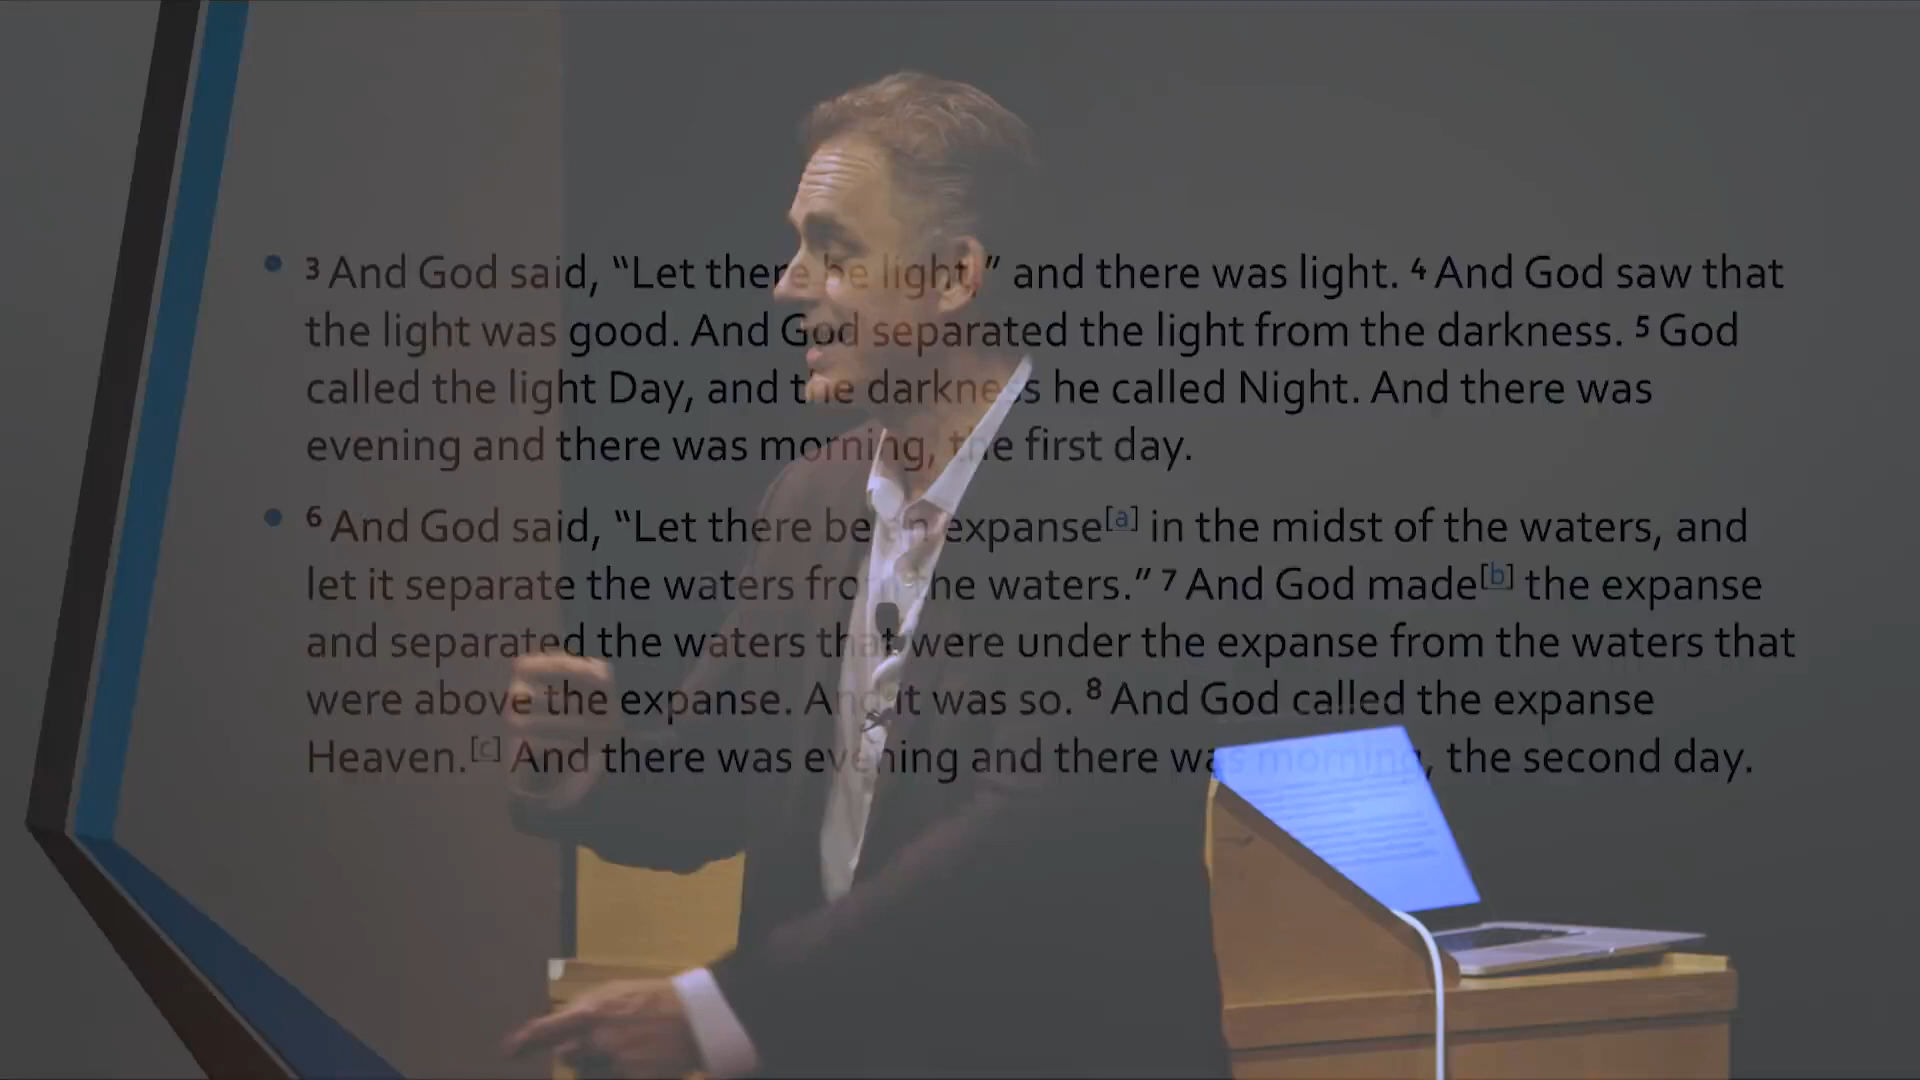 3 And God said, “Let there be light,” and there was light. 4 And God saw that
the light was good. And God separated the light from the darkness. 5 God
called the light Day, and the darkness he called Night. And there was
evening and there was morning, the first day.
6 And God said, “Let there be an expanse[a] in the midst of the waters, and
let it separate the waters from the waters.” 7 And God made[b] the expanse
and separated the waters that were under the expanse from the waters that
were above the expanse. And it was so. 8 And God called the expanse
Heaven.[c] And there was evening and there was morning, the second day.